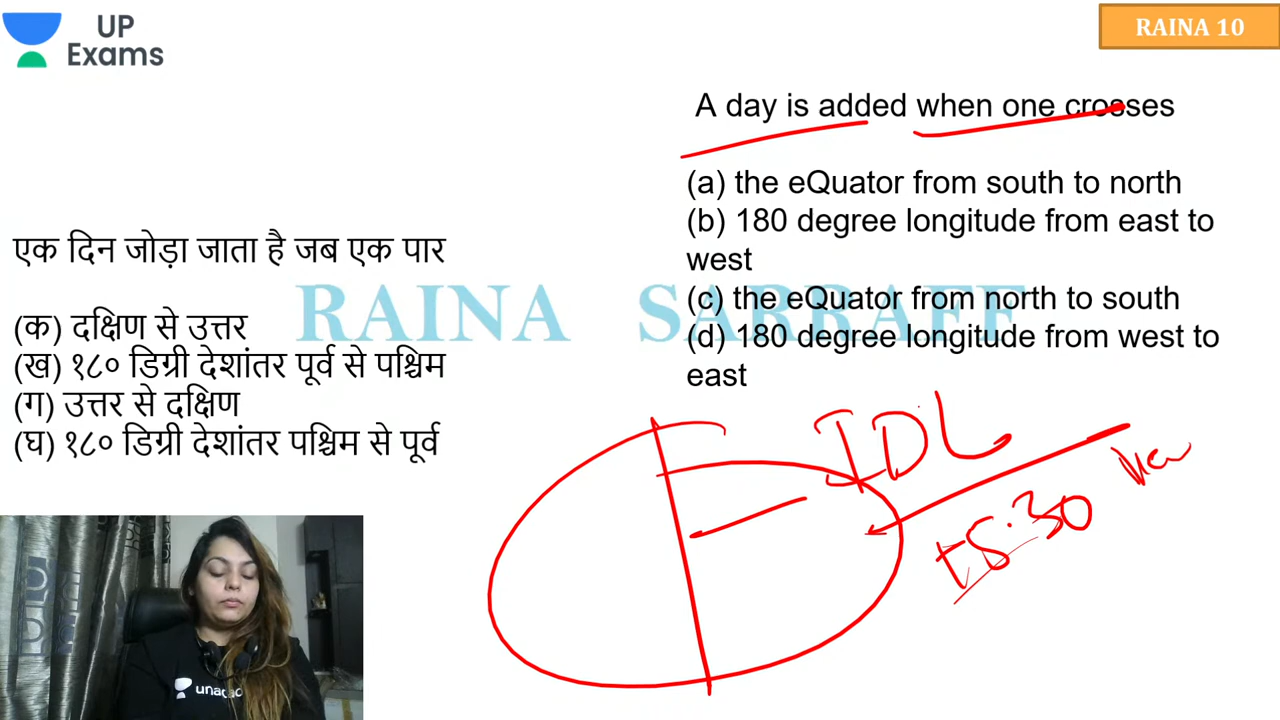 UP
Exams
RAINA 10
A day is added when one crosses
(a) the eQuator from south to north
(b) 180 degree longitude from east to
west
(c) the eQuator from north to south
(d) 180 degree longitude from west to
east
एक दिन जोड़ा जाता है जब एक पार
(क) दक्षिण से उत्तर
(ख) १८० डिग्री देशांतर पूर्व से पश्चिम
(ग) उत्तर से दक्षिण
(घ) १८० डिग्री देशांतर पश्चिम से पूर्व
RAINA SARRAFF
IDL